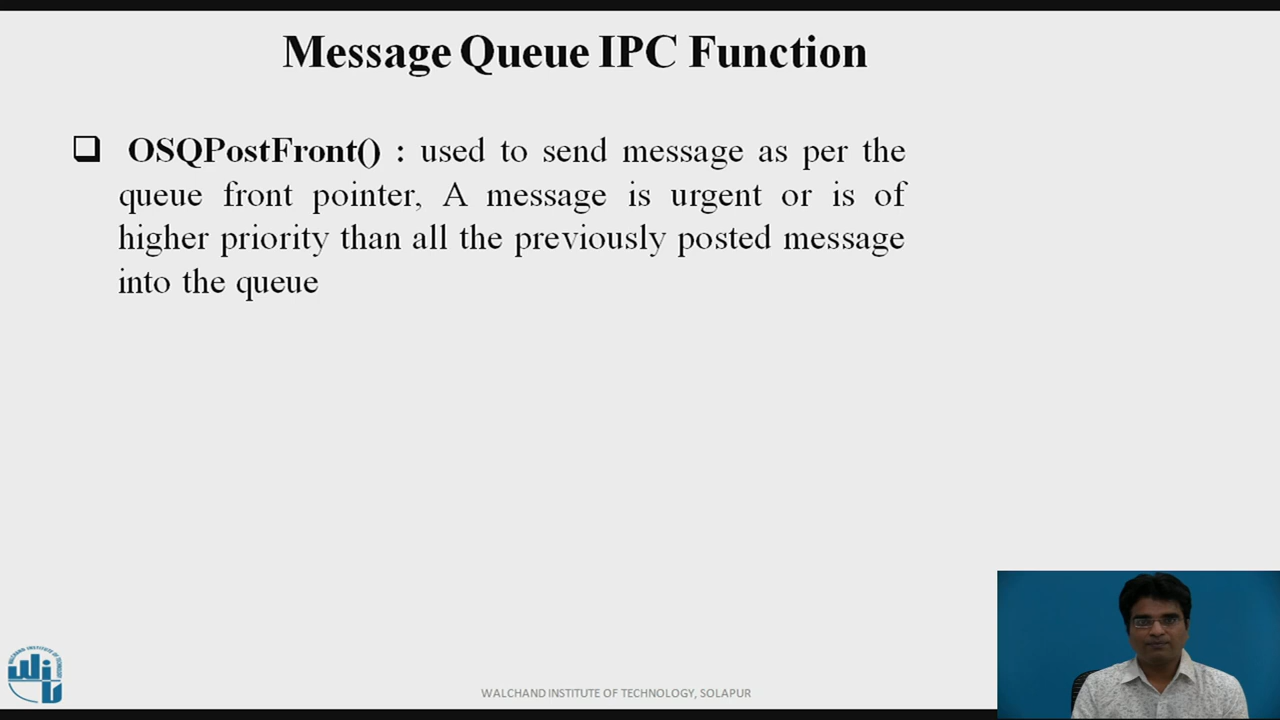 Message Queue IPC Function
OSQPostFront() : used to send message as per the
queue front pointer, A message is urgent or is of
higher priority than all the previously posted message
into the queue
WALCHAND INSTITUTE OF TECHNOLOGY, SOLAPUR